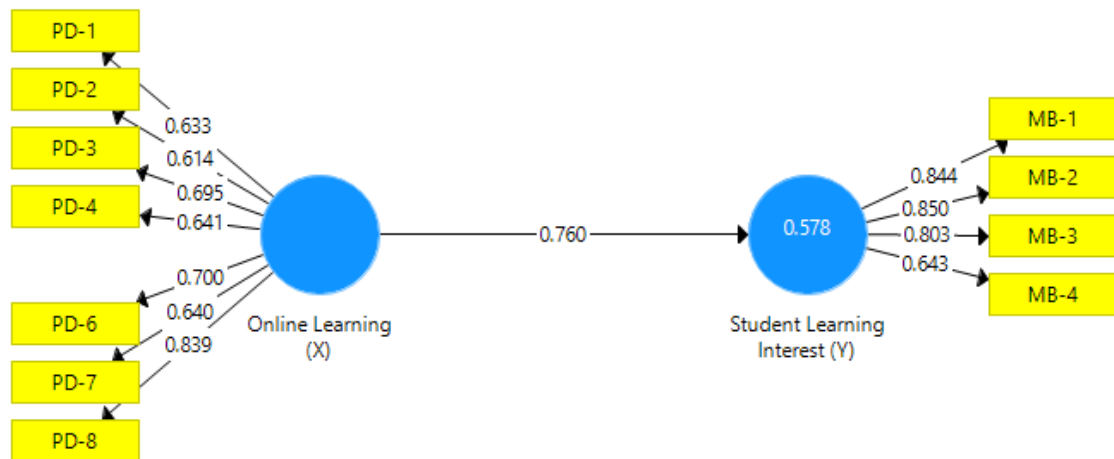 PD-1
PD-2
PD-3
PD-4
PD-6
PD-7
PD-8
0.633
0.614
0.695
0.641
0.700
0.640
0.839
Online Learning
(X)
0.760
0.578
Student Learning
Interest (Y)
0.844
0.850
0.803
0.643
MB-1
MB-2
MB-3
MB-4